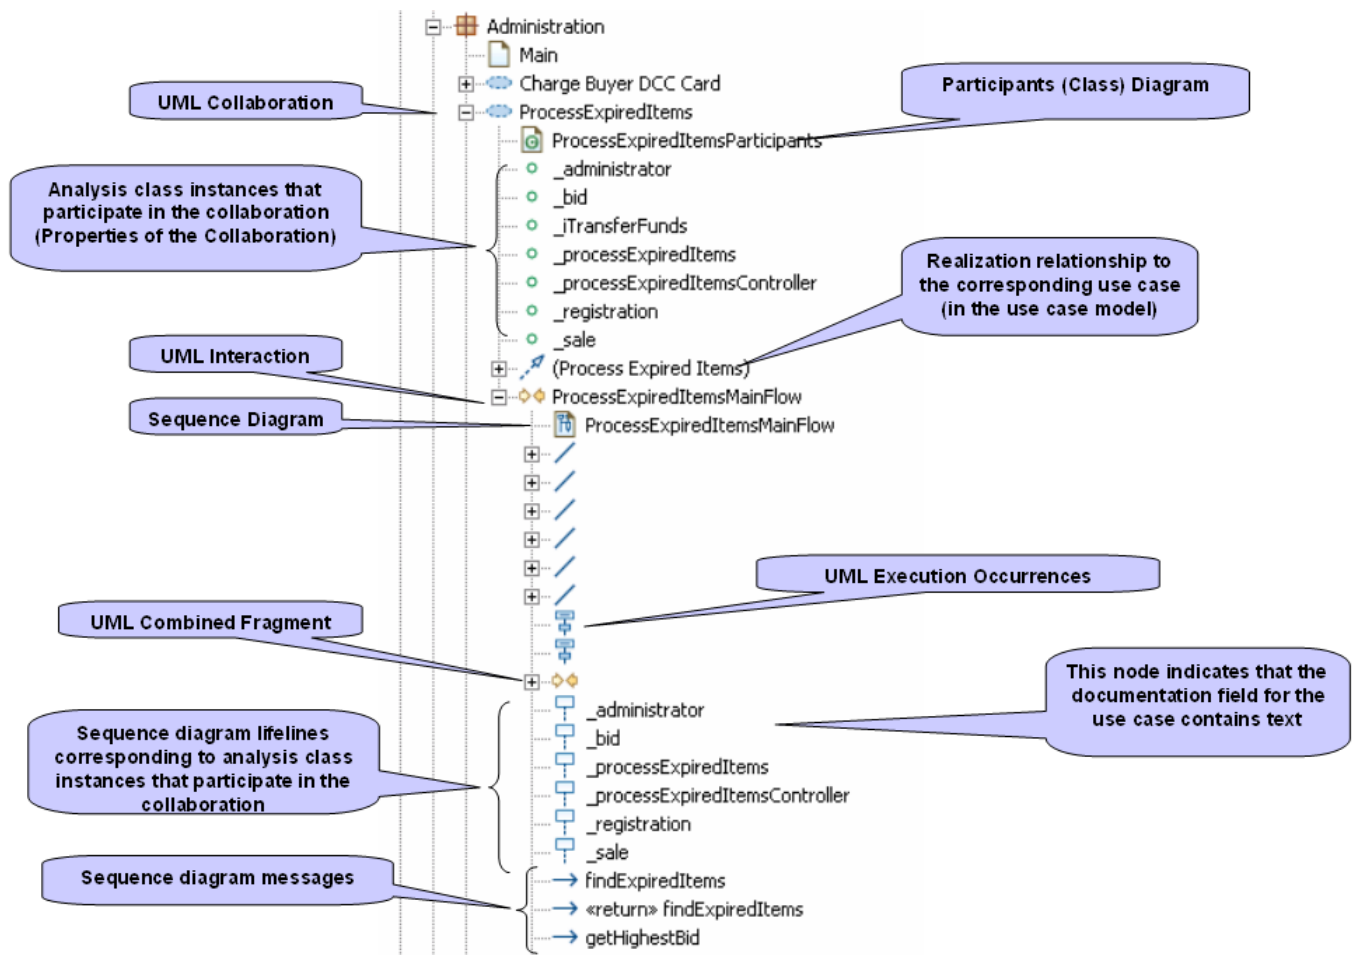 Administration
Main
Charge Buyer DCC Card
ProcessExpiredItems
ProcessExpiredItemsParticipants
_administrator
_bid
_iTransferFunds
_processExpiredItems
_processExpiredItemsController
_registration
_sale
(Process Expired Items)
ProcessExpiredItemsMainFlow
ProcessExpiredItemsMainFlow
_administrator
_bid
_processExpiredItems
_processExpiredItemsController
_registration
_sale
findExpiredItems
«return» findExpiredItems
getHighestBid
UML Collaboration
Analysis class instances that
participate in the collaboration
(Properties of the Collaboration)
UML Interaction
Sequence Diagram
UML Combined Fragment
Sequence diagram lifelines
corresponding to analysis class
instances that participate in the
collaboration
Sequence diagram messages
Participants (Class) Diagram
Realization relationship to
the corresponding use case
(in the use case model)
UML Execution Occurrences
This node indicates that the
documentation field for the
use case contains text